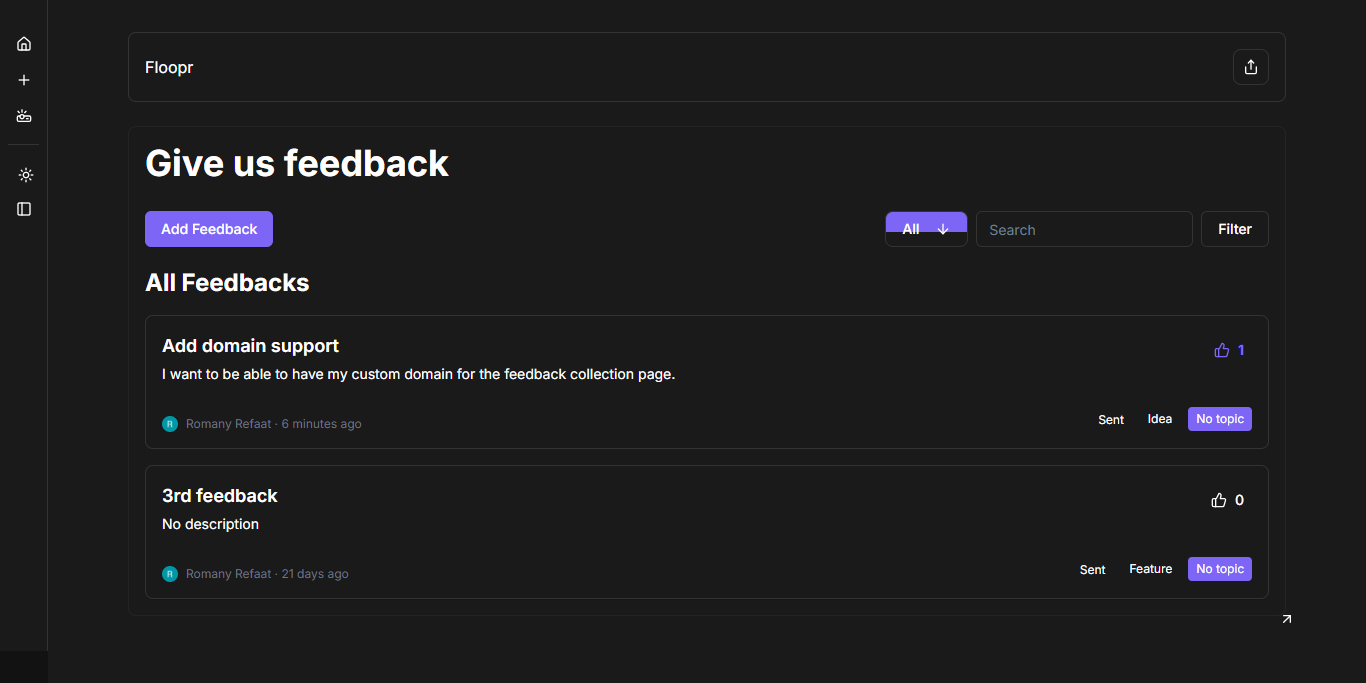 Floopr
Give us feedback
Add Feedback
All
Search
Filter
All Feedbacks
Add domain support
1
I want to be able to have my custom domain for the feedback collection page.
R Romany Refaat · 6 minutes ago
Sent Idea No topic
3rd feedback
0
No description
R Romany Refaat · 21 days ago
Sent Feature No topic